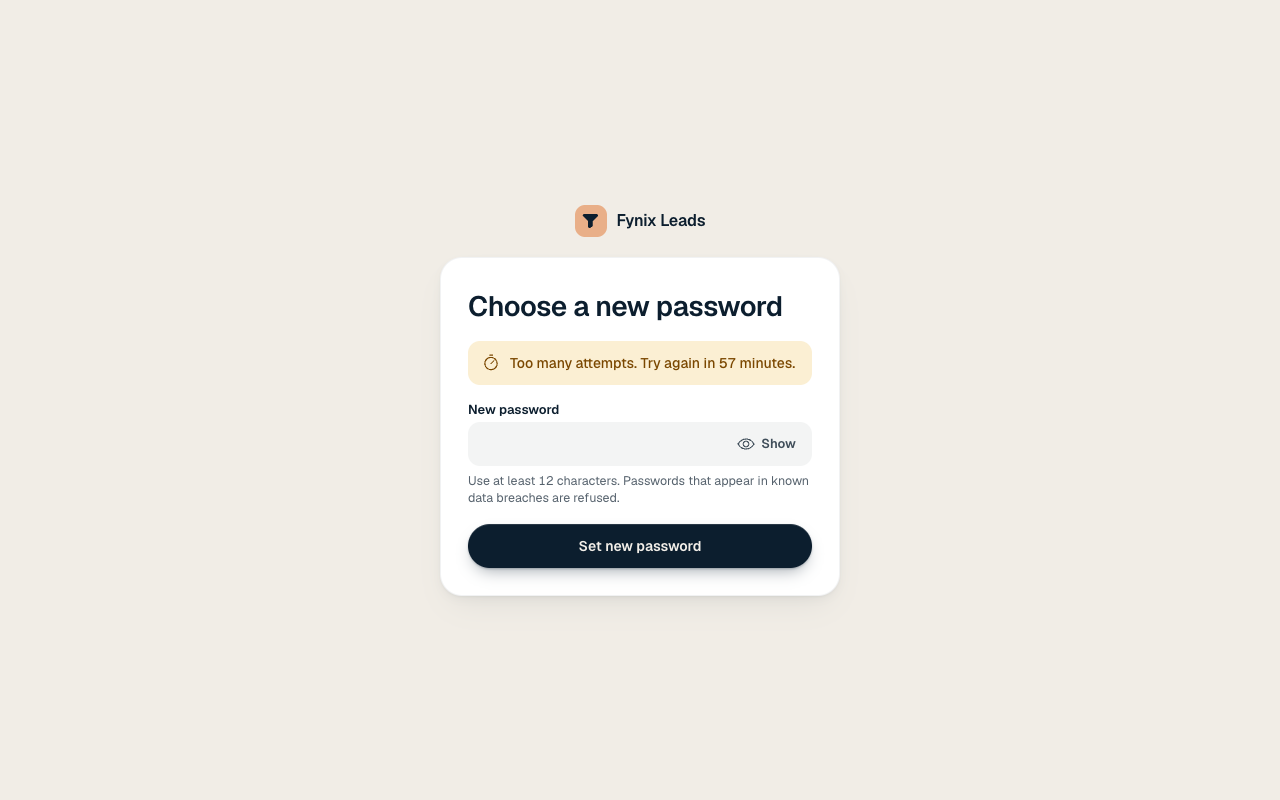 Fynix Leads
Choose a new password
Too many attempts. Try again in 57 minutes.
New password
Show
Use at least 12 characters. Passwords that appear in known
data breaches are refused.
Set new password